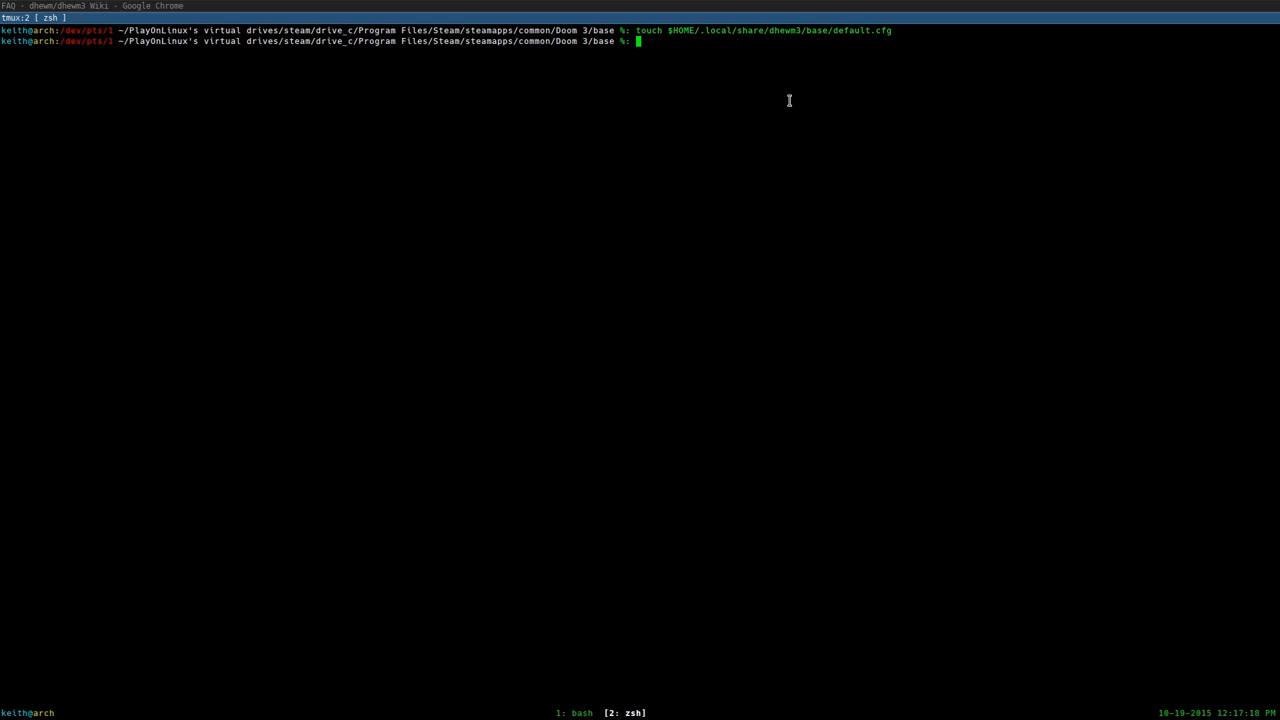 FAQ · dhewm/dhewm3 Wiki - Google Chrome
tmux:2 [ zsh ]
keith@arch:/dev/pts/1 ~/PlayOnLinux's virtual drives/steam/drive_c/Program Files/Steam/steamapps/common/Doom 3/base %: touch $HOME/.local/share/dhewm3/base/default.cfg
keith@arch:/dev/pts/1 ~/PlayOnLinux's virtual drives/steam/drive_c/Program Files/Steam/steamapps/common/Doom 3/base %:
keith@arch 1: bash [2: zsh] 10-19-2015 12:17:18 PM